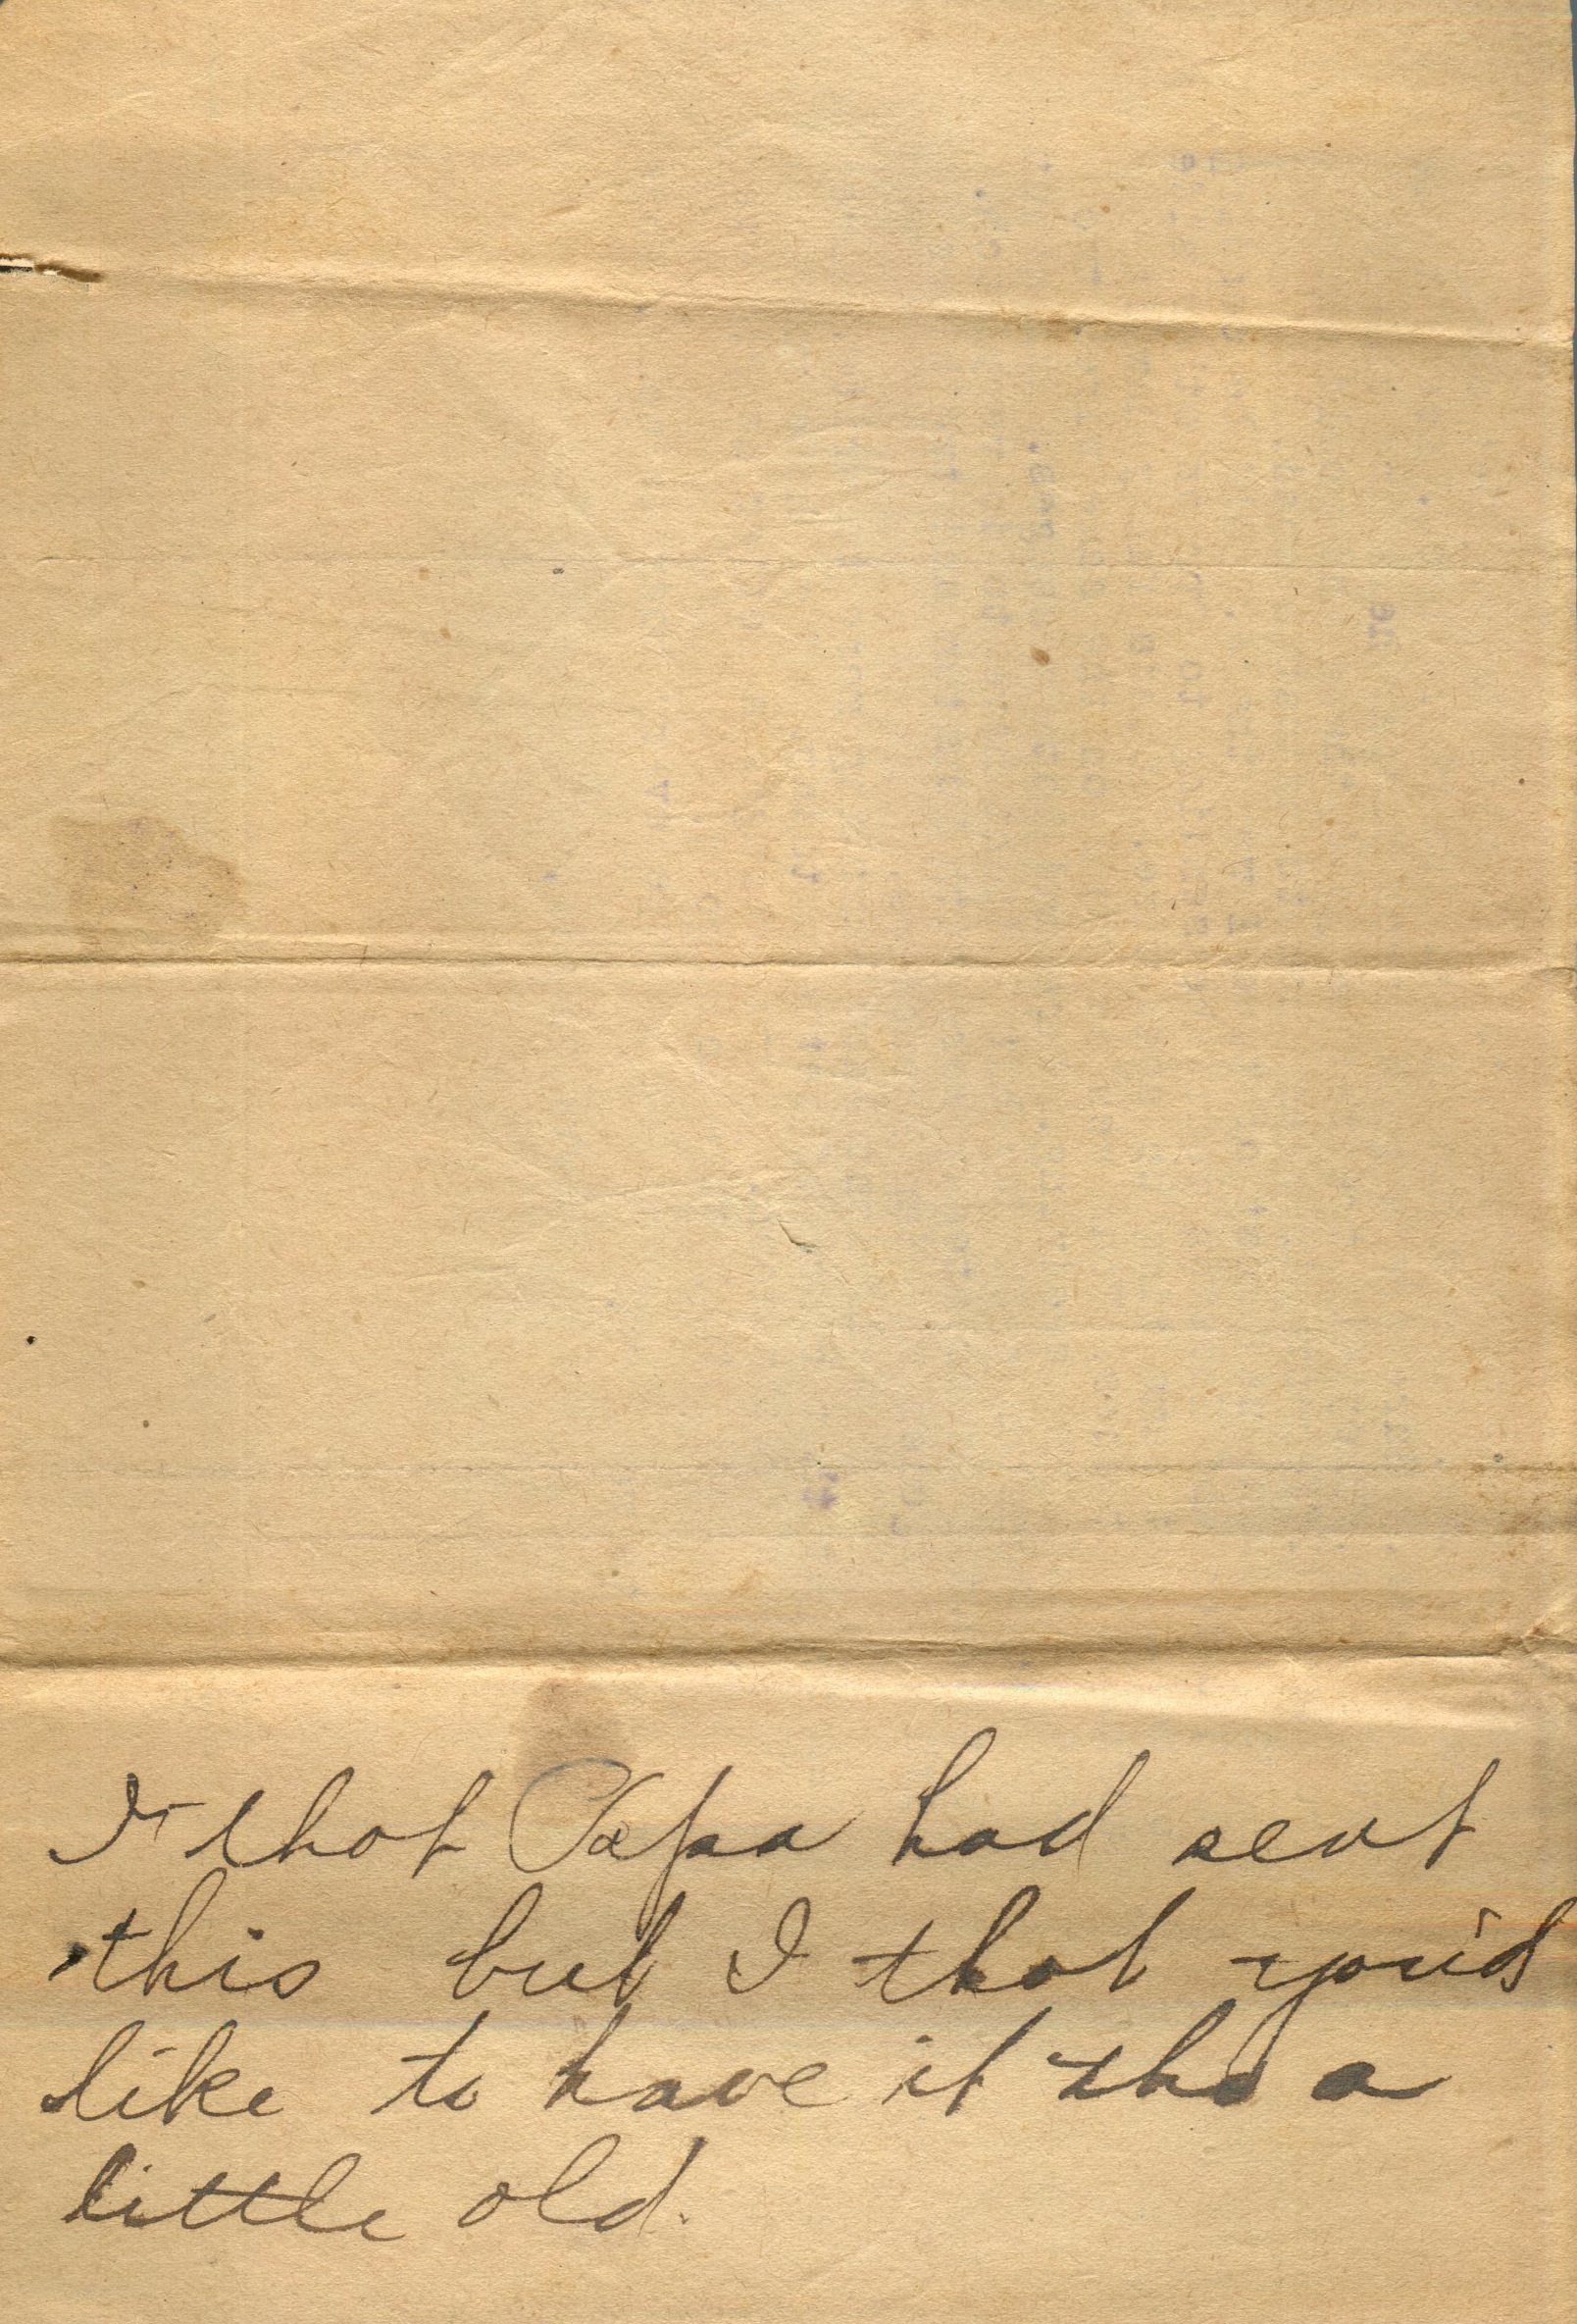 I thot Papa had sent
this but I thot you'd
like to have it tho a
little old.